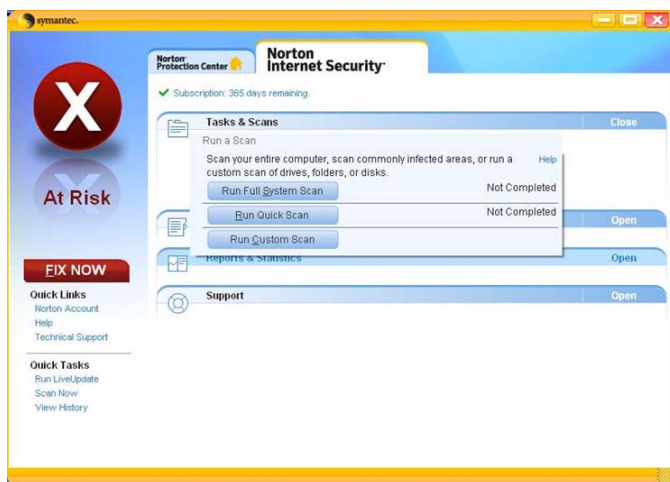 symantec.
Norton
Protection Center
Norton
Internet Security
Subscription: 365 days remaining.
X
At Risk
FIX NOW
Quick Links
Norton Account
Help
Technical Support
Quick Tasks
Run LiveUpdate
Scan Now
View History
Tasks & Scans Close
Run a Scan
Scan your entire computer, scan commonly infected areas, or run a Help
custom scan of drives, folders, or disks.
Run Full System Scan Not Completed
Run Quick Scan Not Completed
Run Custom Scan
Open
Reports & Statistics Open
Support Open